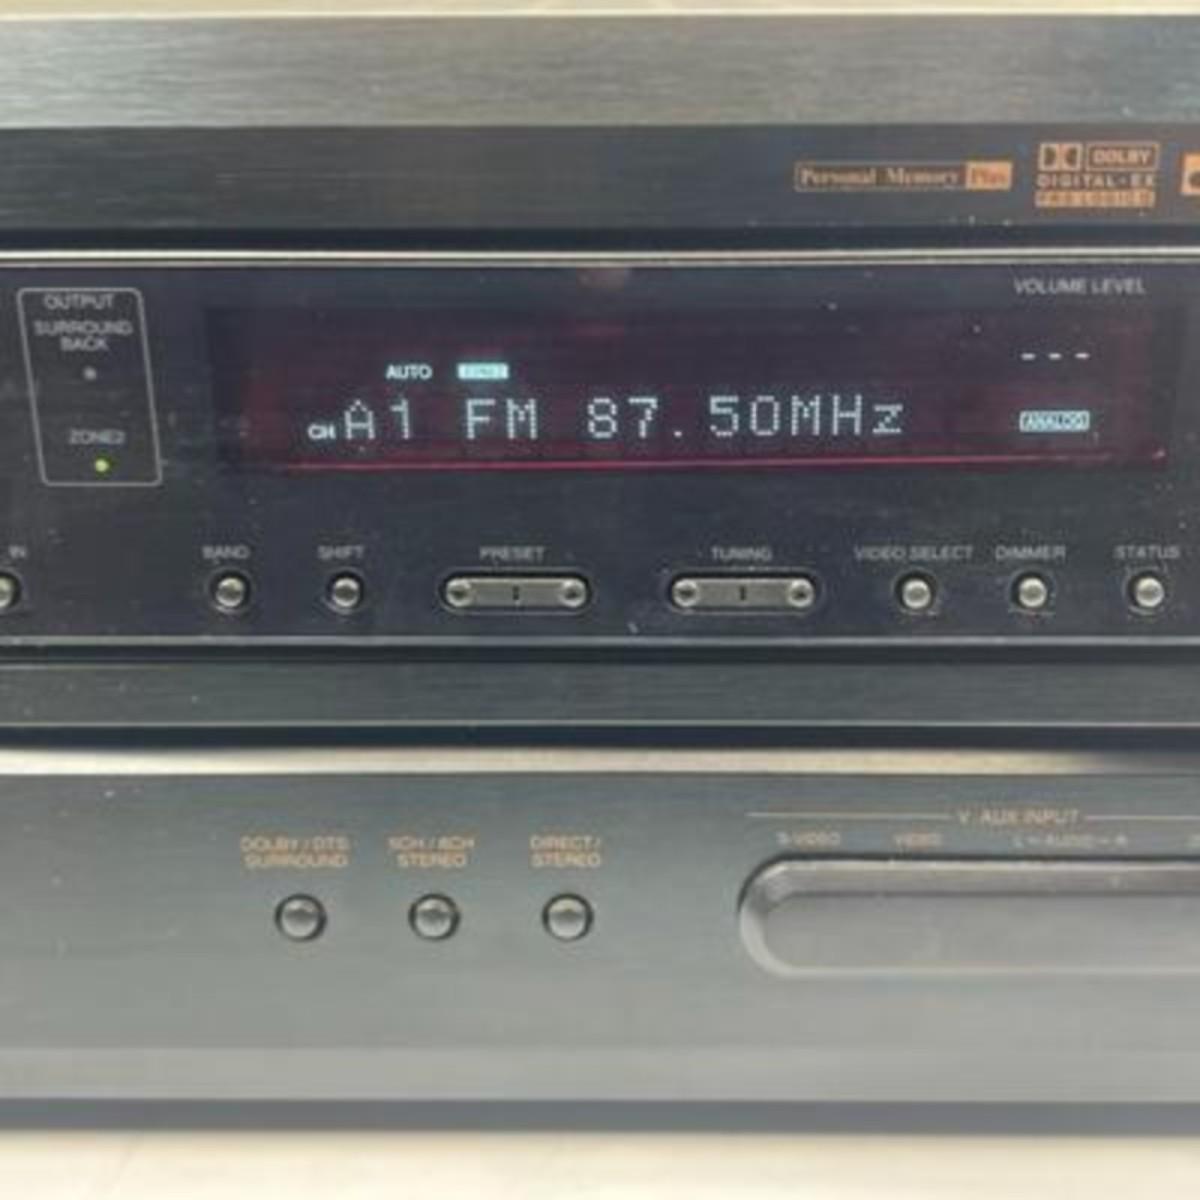 Personal Memory Plus
DOLBY
DIGITAL·EX
PRO LOGIC II
OUTPUT
SURROUND
BACK
ZONE2
VOLUME LEVEL
- - -
AUTO
CH A1 FM 87.50MHz
ANALOG
IN
BAND
SHIFT
PRESET
TUNING
VIDEO SELECT
DIMMER
STATUS
DOLBY / DTS
SURROUND
5CH / 6CH
STEREO
DIRECT /
STEREO
V. AUX INPUT
S-VIDEO
VIDEO
L – AUDIO – R